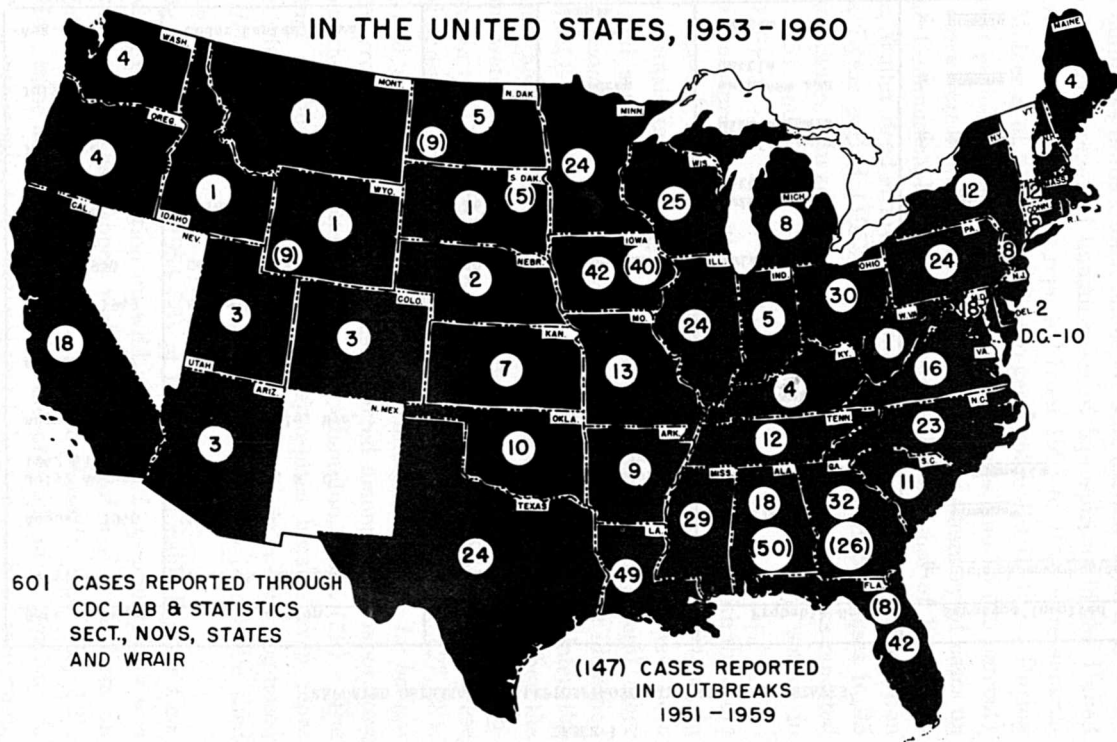 IN THE UNITED STATES, 1953-1960
WASH.
4
OREG.
4
CAL.
18
NEV.
IDAHO
1
MONT.
1
WYO.
1
(9)
UTAH
3
COLO.
3
ARIZ.
3
N. MEX.
N. DAK.
5
(9)
S. DAK.
1
(5)
NEBR.
2
KAN.
7
OKLA.
10
TEXAS
24
MINN.
24
IOWA
42
(40)
MO.
13
ARK.
9
LA.
49
WIS.
25
ILL.
24
MICH.
8
IND.
5
OHIO
30
KY.
4
TENN.
12
MISS.
29
ALA.
18
(50)
GA.
32
(26)
FLA.
(8)
42
S.C.
11
N.C.
23
VA.
16
W. VA.
1
MD.
8
DEL. 2
D.C.-10
PA.
24
N.J.
8
NY.
12
CONN.
6
R.I.
MASS.
VT.
1
MAINE
4
601 CASES REPORTED THROUGH
CDC LAB & STATISTICS
SECT., NOVS, STATES
AND WRAIR
(147) CASES REPORTED
IN OUTBREAKS
1951-1959